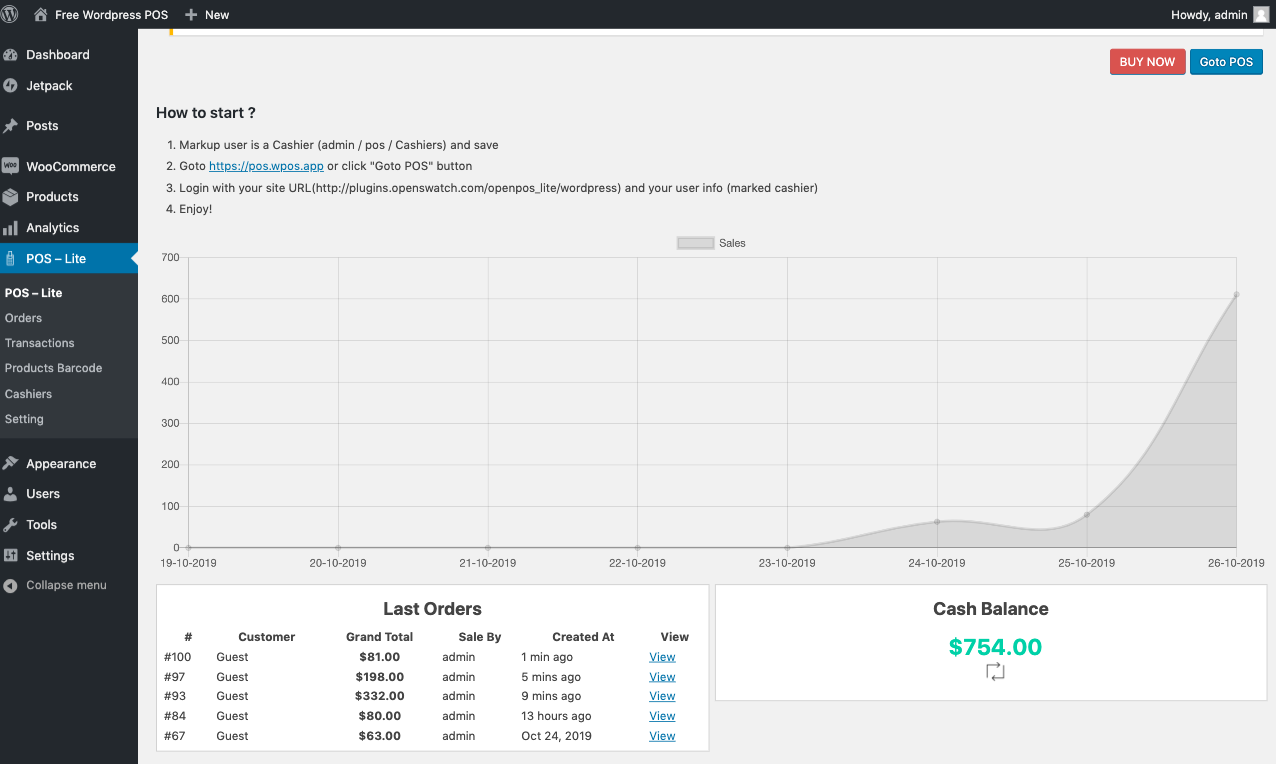 Free Wordpress POS
New
Howdy, admin
Dashboard
Jetpack
Posts
WooCommerce
Products
Analytics
POS – Lite
POS – Lite
Orders
Transactions
Products Barcode
Cashiers
Setting
Appearance
Users
Tools
Settings
Collapse menu
BUY NOW
Goto POS
How to start ?
1. Markup user is a Cashier (admin / pos / Cashiers) and save
2. Goto https://pos.wpos.app or click "Goto POS" button
3. Login with your site URL(http://plugins.openswatch.com/openpos_lite/wordpress) and your user info (marked cashier)
4. Enjoy!
Sales
700
600
500
400
300
200
100
0
19-10-2019 20-10-2019 21-10-2019 22-10-2019 23-10-2019 24-10-2019 25-10-2019 26-10-2019
Last Orders
# Customer Grand Total Sale By Created At View
#100 Guest $81.00 admin 1 min ago View
#97 Guest $198.00 admin 5 mins ago View
#93 Guest $332.00 admin 9 mins ago View
#84 Guest $80.00 admin 13 hours ago View
#67 Guest $63.00 admin Oct 24, 2019 View
Cash Balance
$754.00